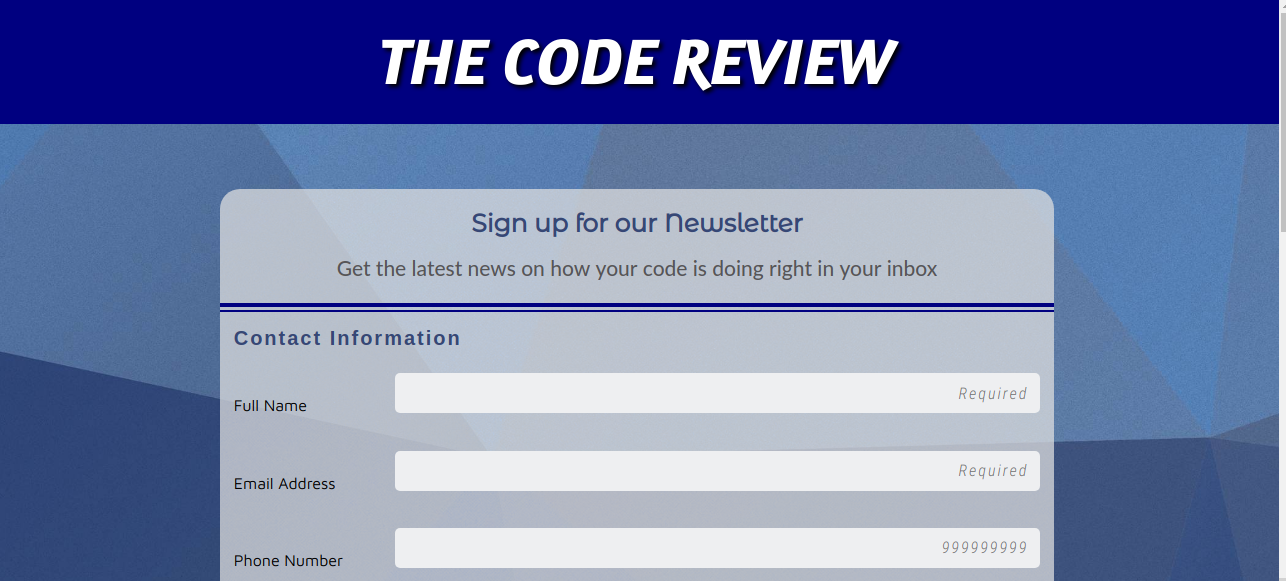 THE CODE REVIEW
Sign up for our Newsletter
Get the latest news on how your code is doing right in your inbox
Contact Information
Full Name Required
Email Address Required
Phone Number 999999999